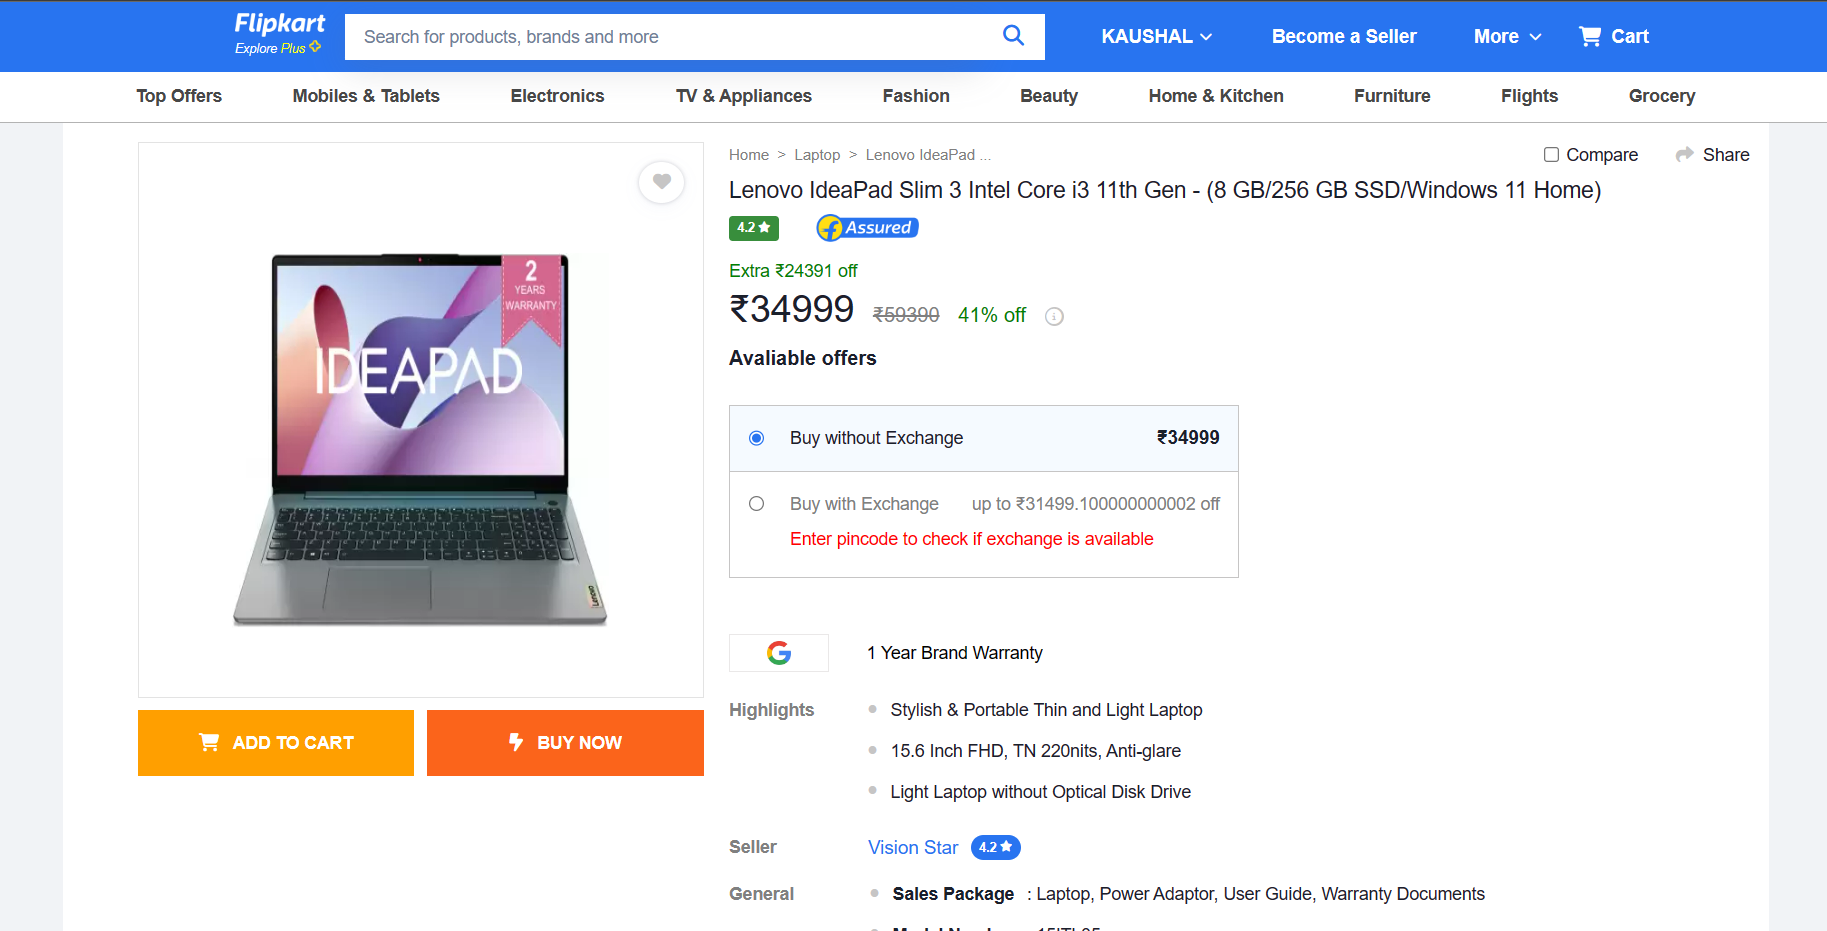 Flipkart
Explore Plus
Search for products, brands and more
KAUSHAL
Become a Seller
More
Cart
Top Offers
Mobiles & Tablets
Electronics
TV & Appliances
Fashion
Beauty
Home & Kitchen
Furniture
Flights
Grocery
2
YEARS
WARRANTY
IDEAPAD
Lenovo
ADD TO CART
BUY NOW
Home > Laptop > Lenovo IdeaPad ...
Compare
Share
Lenovo IdeaPad Slim 3 Intel Core i3 11th Gen - (8 GB/256 GB SSD/Windows 11 Home)
4.2
Assured
Extra ₹24391 off
₹34999 ₹59390 41% off
Avaliable offers
Buy without Exchange ₹34999
Buy with Exchange up to ₹31499.100000000002 off
Enter pincode to check if exchange is available
1 Year Brand Warranty
Highlights
Stylish & Portable Thin and Light Laptop
15.6 Inch FHD, TN 220nits, Anti-glare
Light Laptop without Optical Disk Drive
Seller Vision Star 4.2
General
Sales Package : Laptop, Power Adaptor, User Guide, Warranty Documents